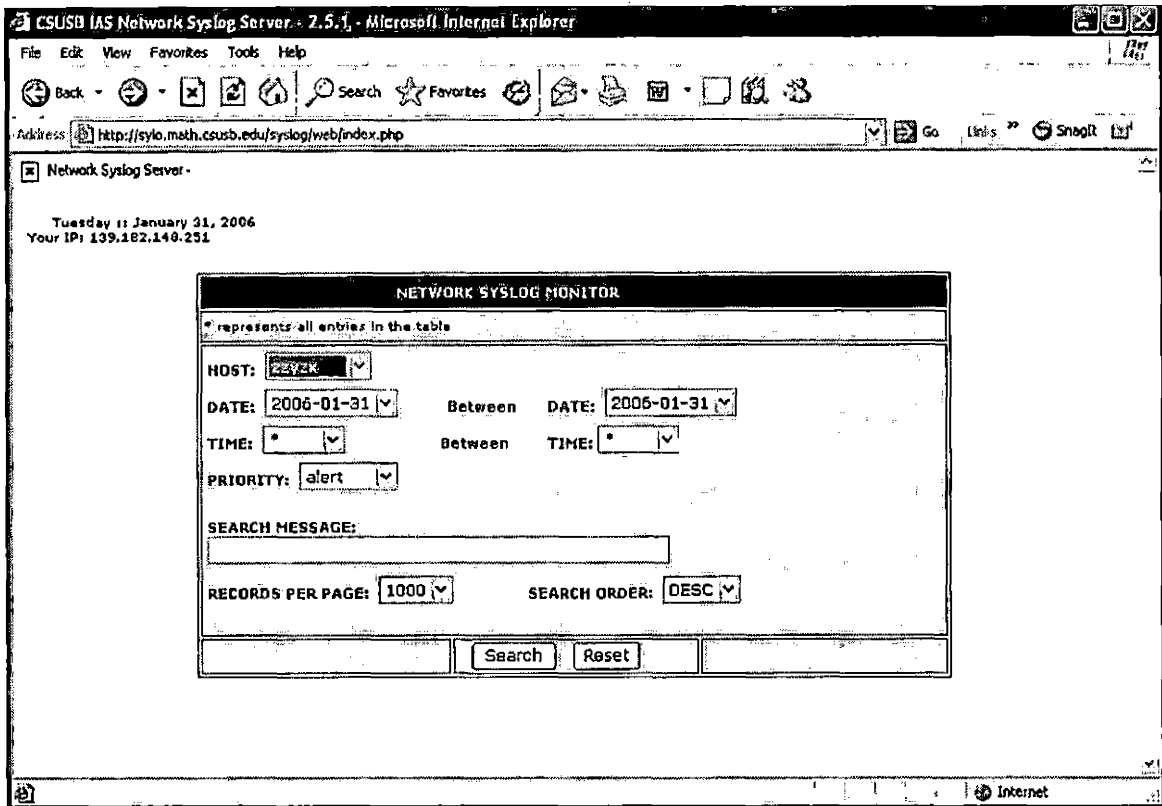 CSUSB IAS Network Syslog Server - 2.5.1 - Microsoft Internet Explorer
File Edit View Favorites Tools Help
Back Search Favorites
Address http://sylo.math.csusb.edu/syslog/web/index.php Go Links » SnagIt
Network Syslog Server -
Tuesday :: January 31, 2006
Your IP: 139.182.148.251
NETWORK SYSLOG MONITOR
* represents all entries in the table
HOST:
DATE: 2006-01-31 Between DATE: 2006-01-31
TIME: * Between TIME: *
PRIORITY: alert
SEARCH MESSAGE:
RECORDS PER PAGE: 1000 SEARCH ORDER: DESC
Search Reset
Internet